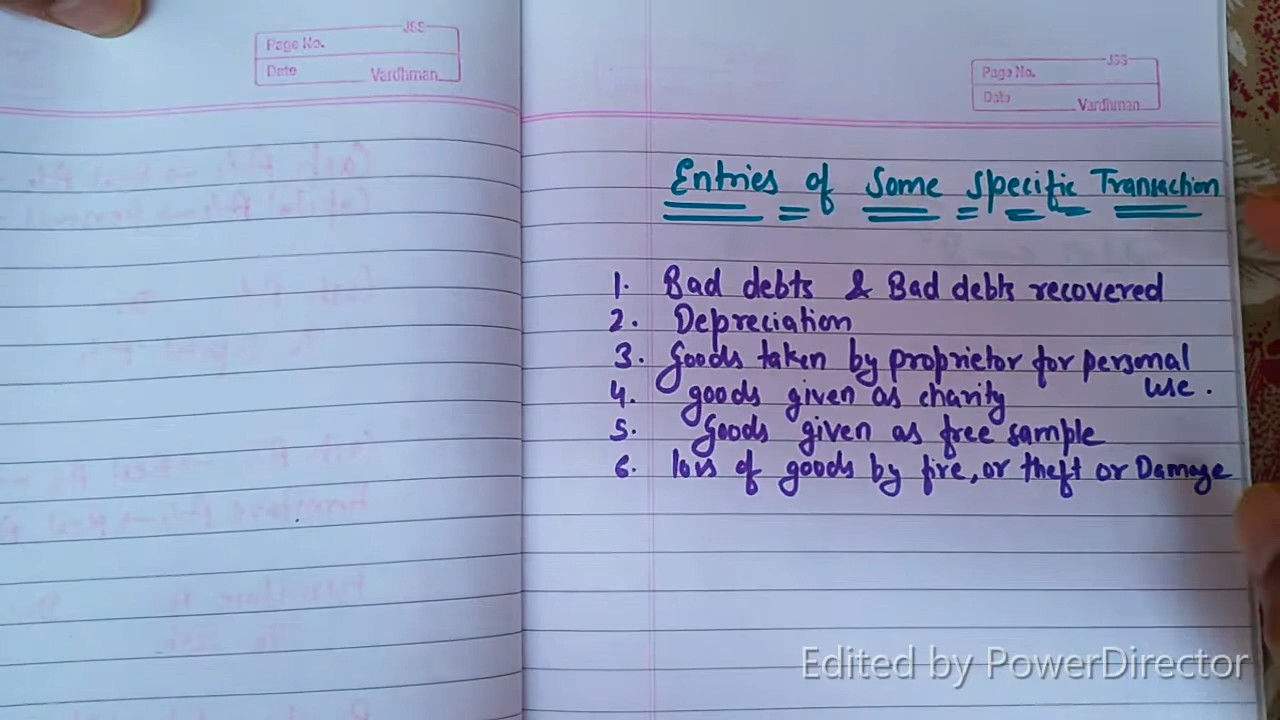 JSS
Page No.
Date
Vardhman
JSS
Page No.
Date
Vardhman
Entries of Some Specific Transaction
1. Bad debts & Bad debts recovered
2. Depreciation
3. Goods taken by proprietor for personal
use.
4. goods given as charity
5. Goods given as free sample
6. loss of goods by fire, or theft or Damage
Edited by PowerDirector